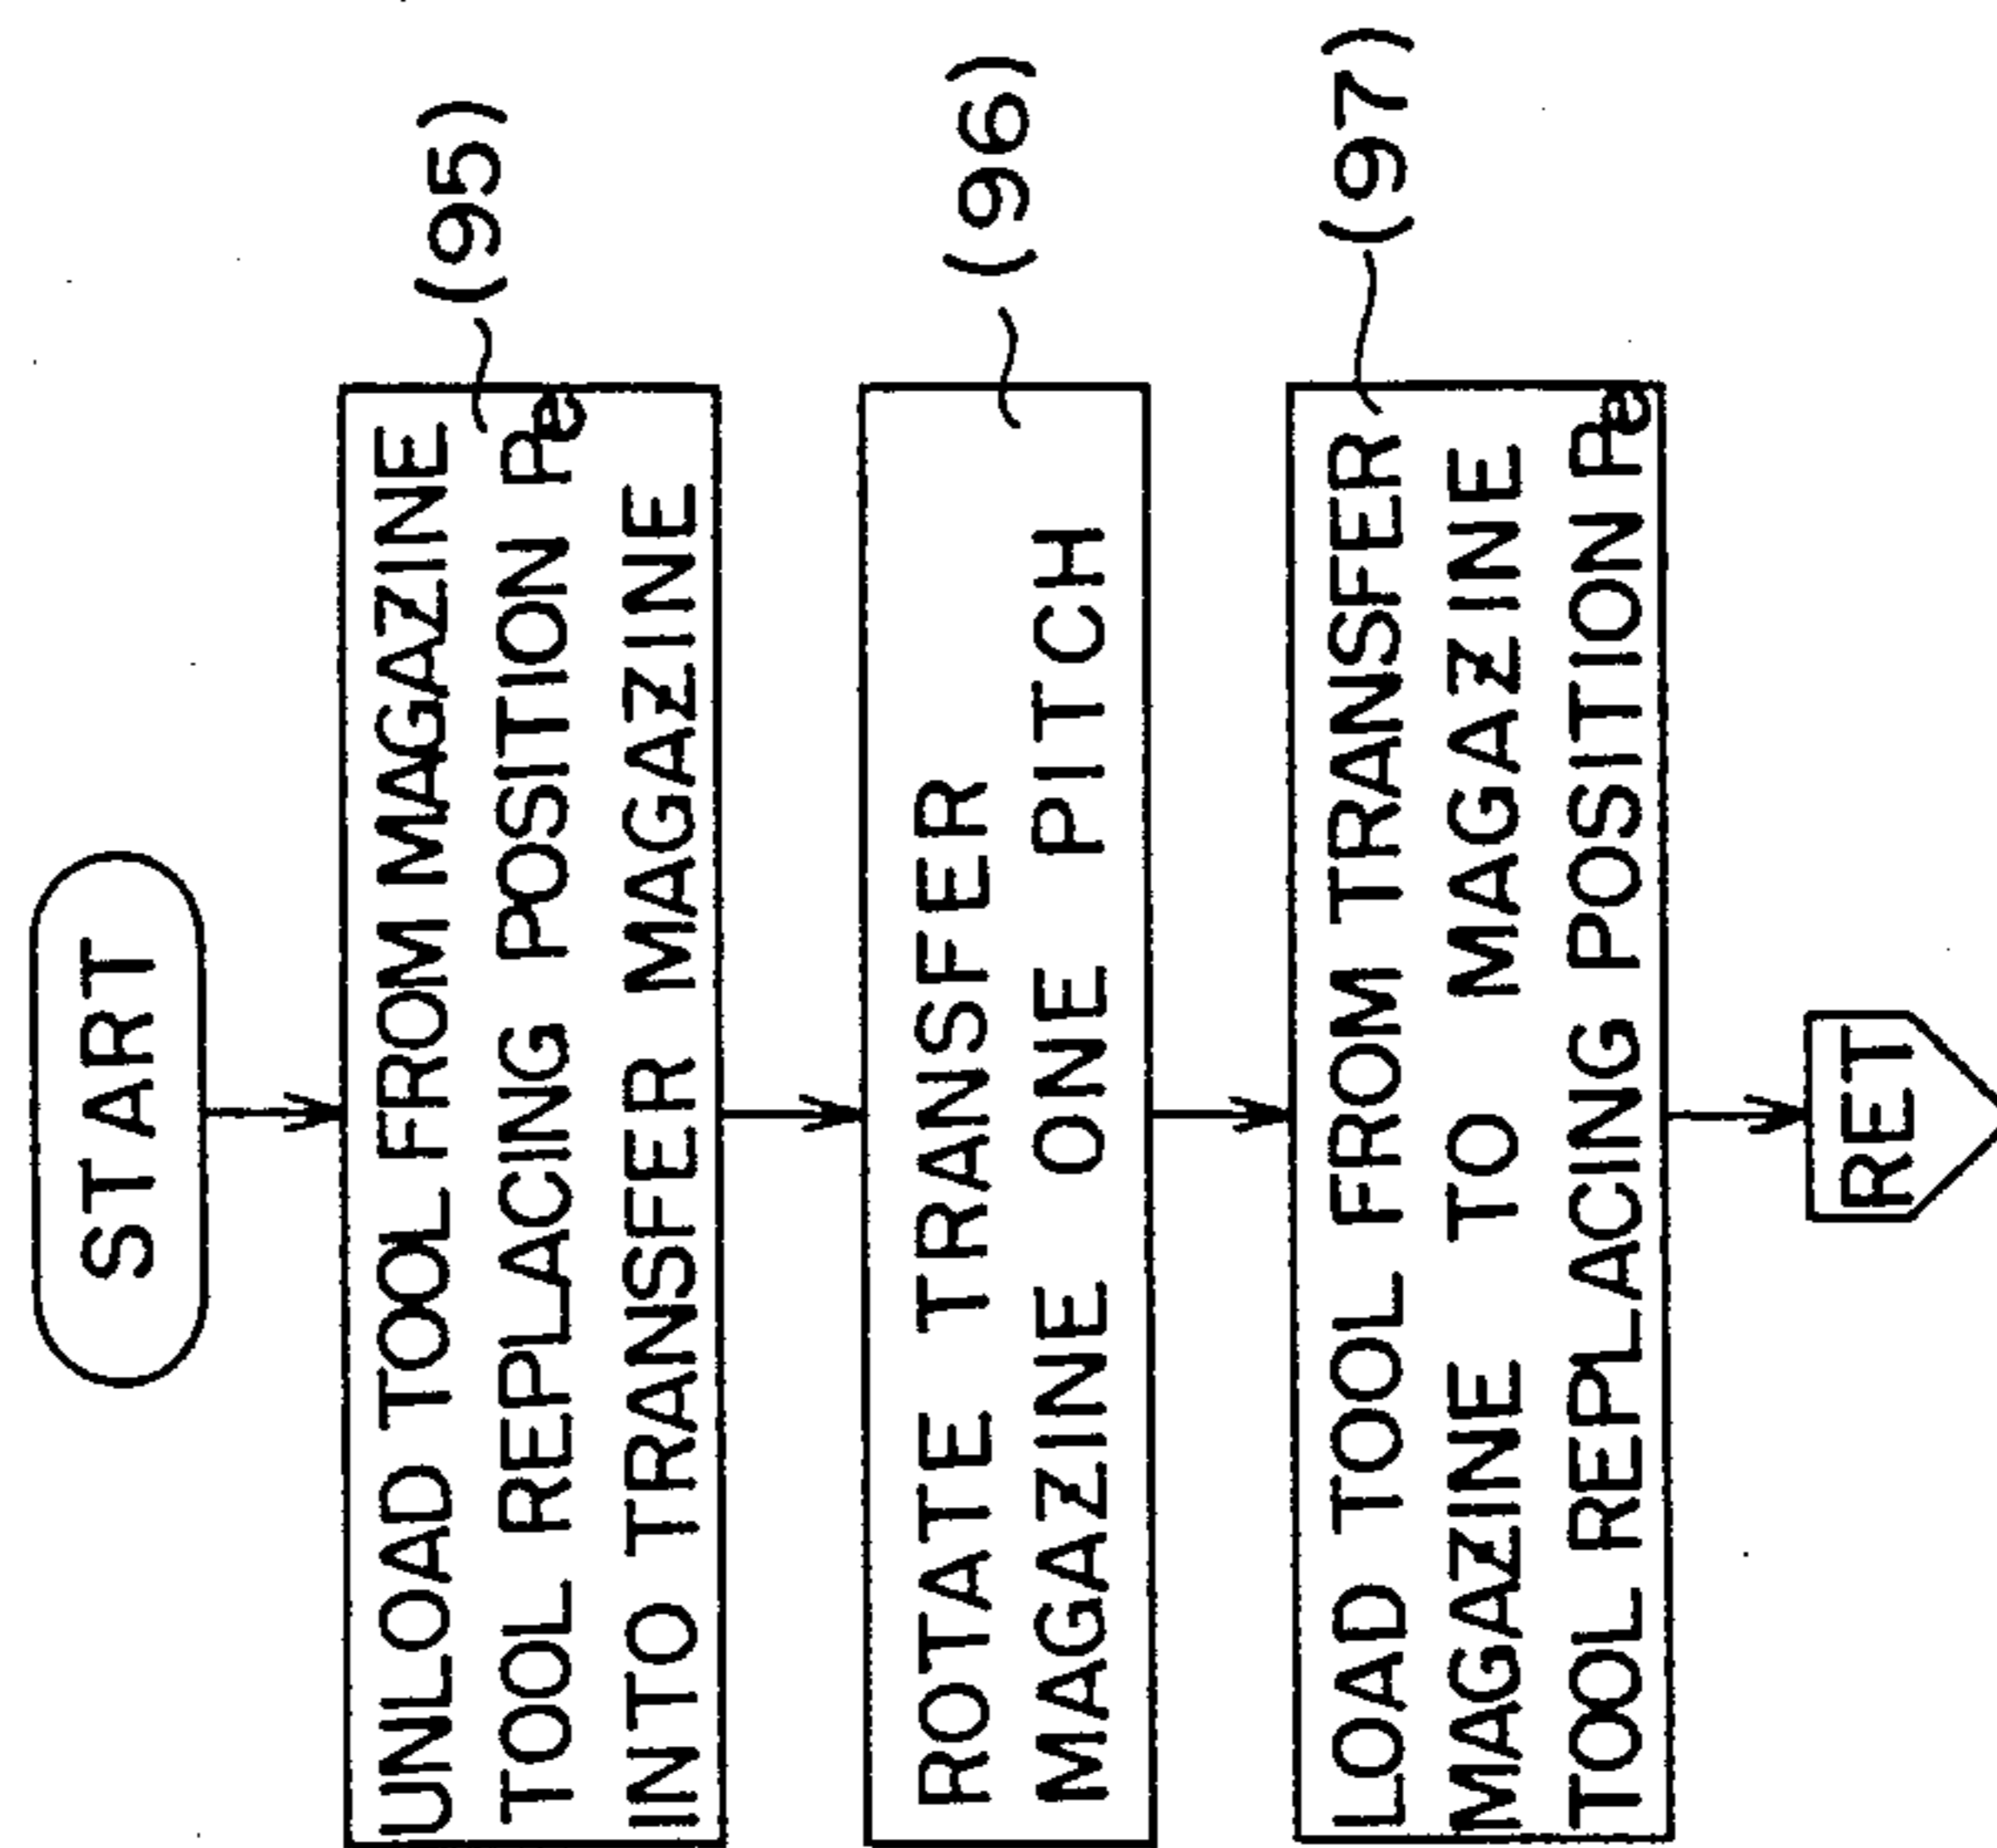 START
UNLOAD TOOL FROM MAGAZINE
TOOL REPLACING POSITION Pe
INTO TRANSFER MAGAZINE
(95)
ROTATE TRANSFER
MAGAZINE ONE PITCH
(96)
LOAD TOOL FROM TRANSFER
MAGAZINE TO MAGAZINE
TOOL REPLACING POSITION Pe
(97)
RET